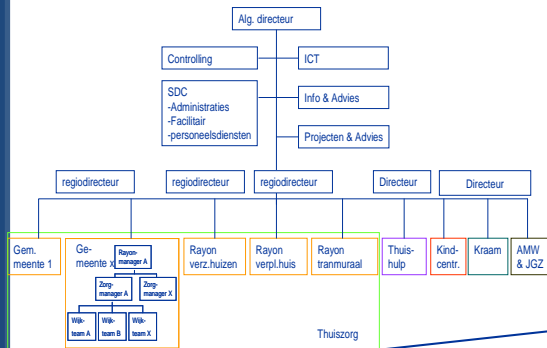 Alg. directeur
Controlling
ICT
SDC
-Administraties
-Facilitair
-personeelsdiensten
Info & Advies
Projecten & Advies
regiodirecteur
regiodirecteur
regiodirecteur
Directeur
Directeur
Gem.
meente 1
Ge-
meente x
Rayon-
manager A
Zorg-
manager A
Zorg-
manager X
Wijk-
team A
Wijk-
team B
Wijk-
team X
Rayon
verz.huizen
Rayon
verpl.huis
Rayon
tranmuraal
Thuis-
hulp
Kind-
centr.
Kraam
AMW
& JGZ
Thuiszorg